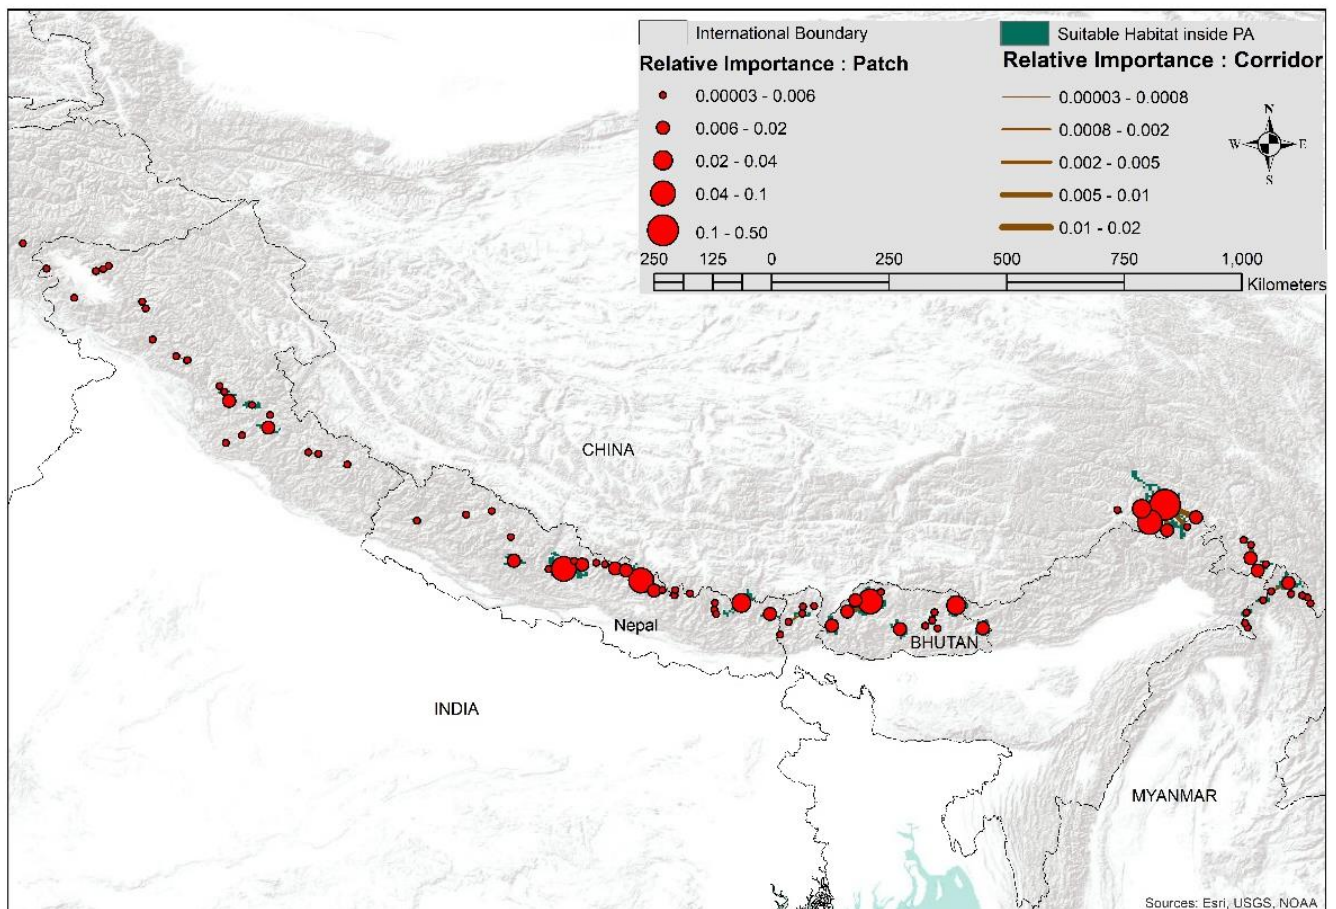 International Boundary
Relative Importance : Patch
0.00003 - 0.006
0.006 - 0.02
0.02 - 0.04
0.04 - 0.1
0.1 - 0.50
Suitable Habitat inside PA
Relative Importance : Corridor
0.00003 - 0.0008
0.0008 - 0.002
0.002 - 0.005
0.005 - 0.01
0.01 - 0.02
N
W E
S
250 125 0 250 500 750 1,000
Kilometers
CHINA
Nepal
BHUTAN
INDIA
MYANMAR
Sources: Esri, USGS, NOAA